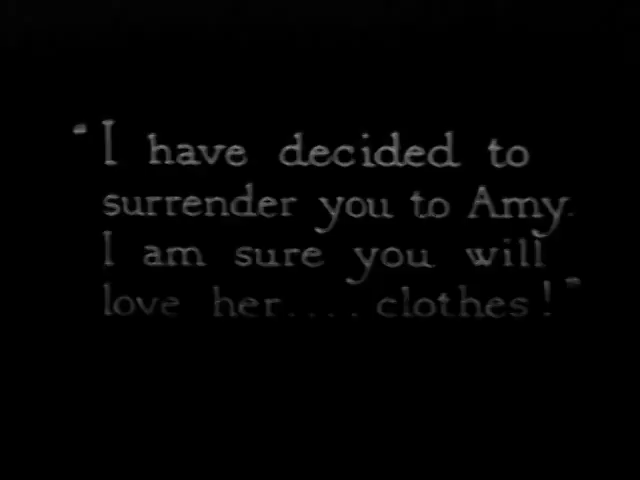 "I have decided to
surrender you to Amy.
I am sure you will
love her.... clothes!"